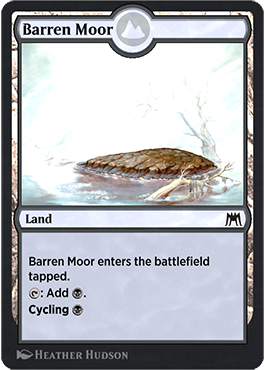 Barren Moor
Land
Barren Moor enters the battlefield
tapped.
: Add .
Cycling
HEATHER HUDSON